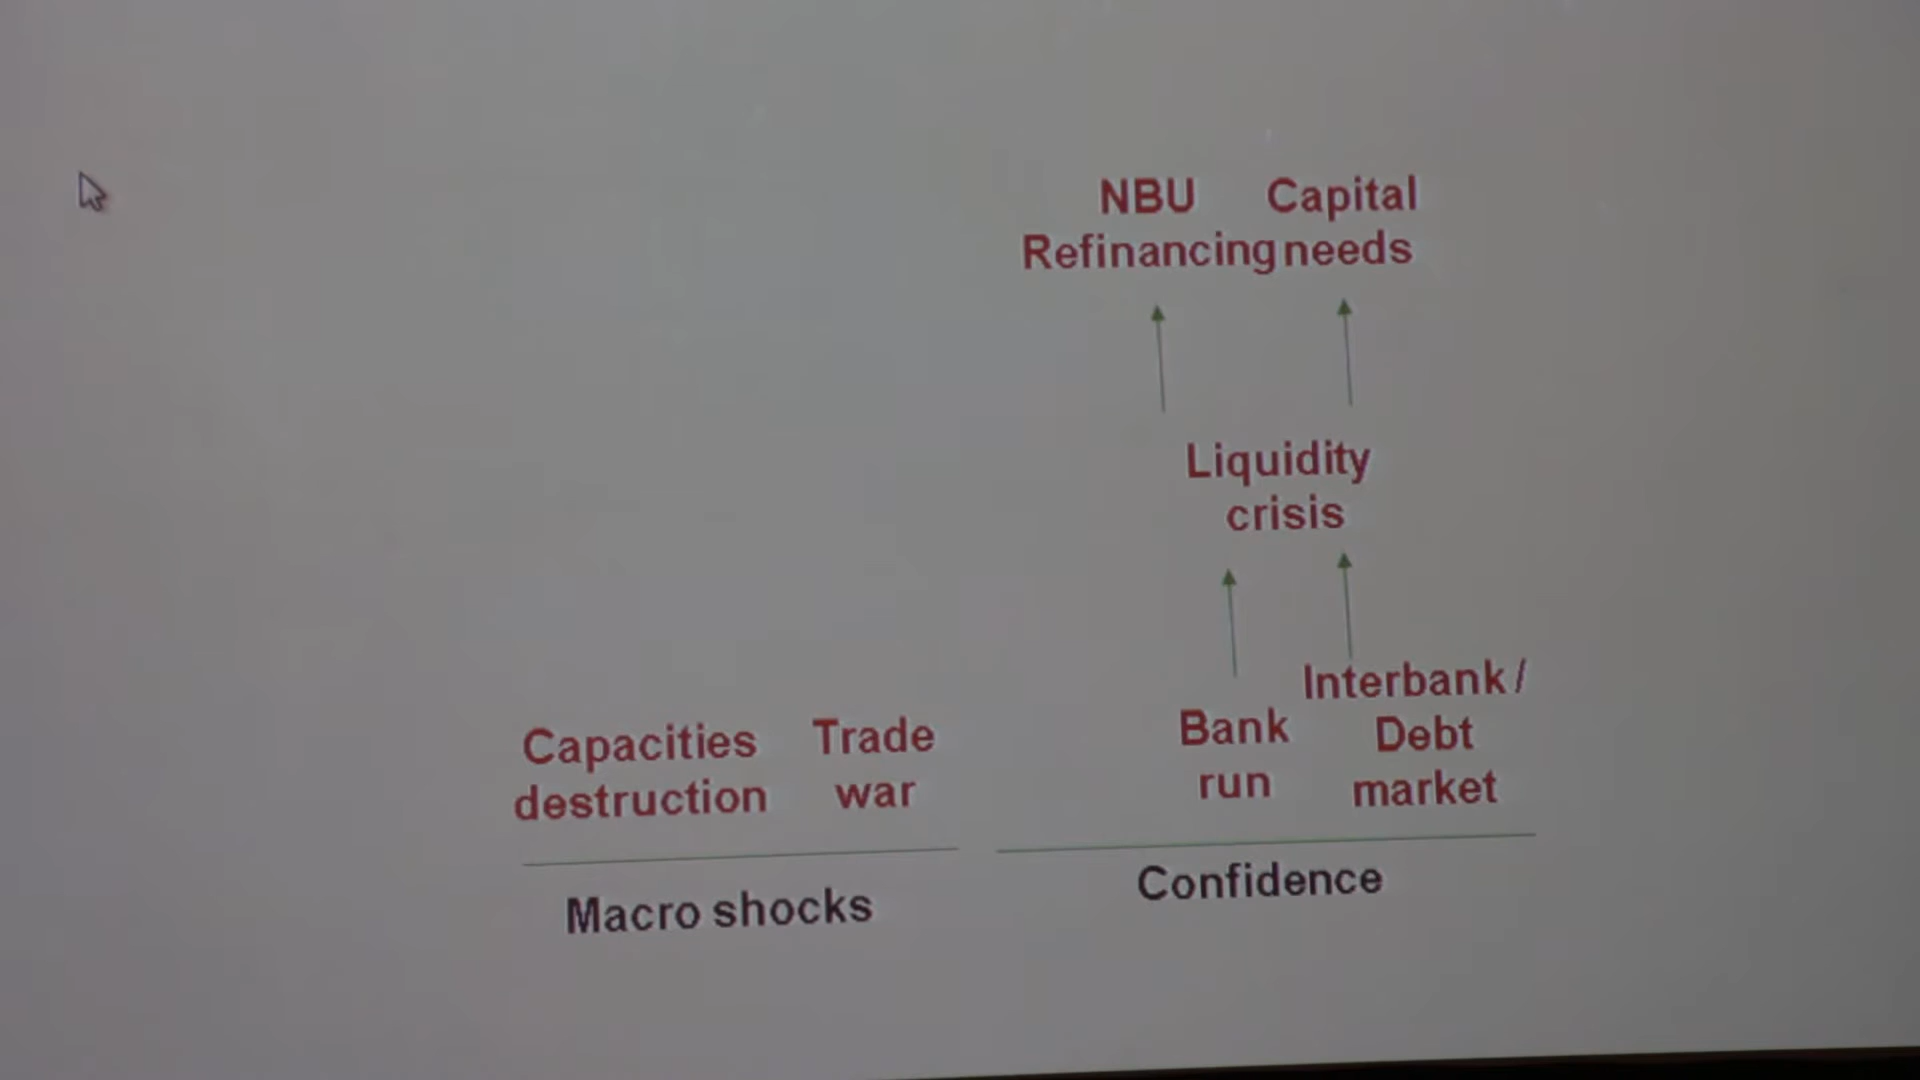 NBU Capital
Refinancing needs
Liquidity
crisis
Interbank /
Bank Debt
run market
Capacities Trade
destruction war
Macro shocks
Confidence